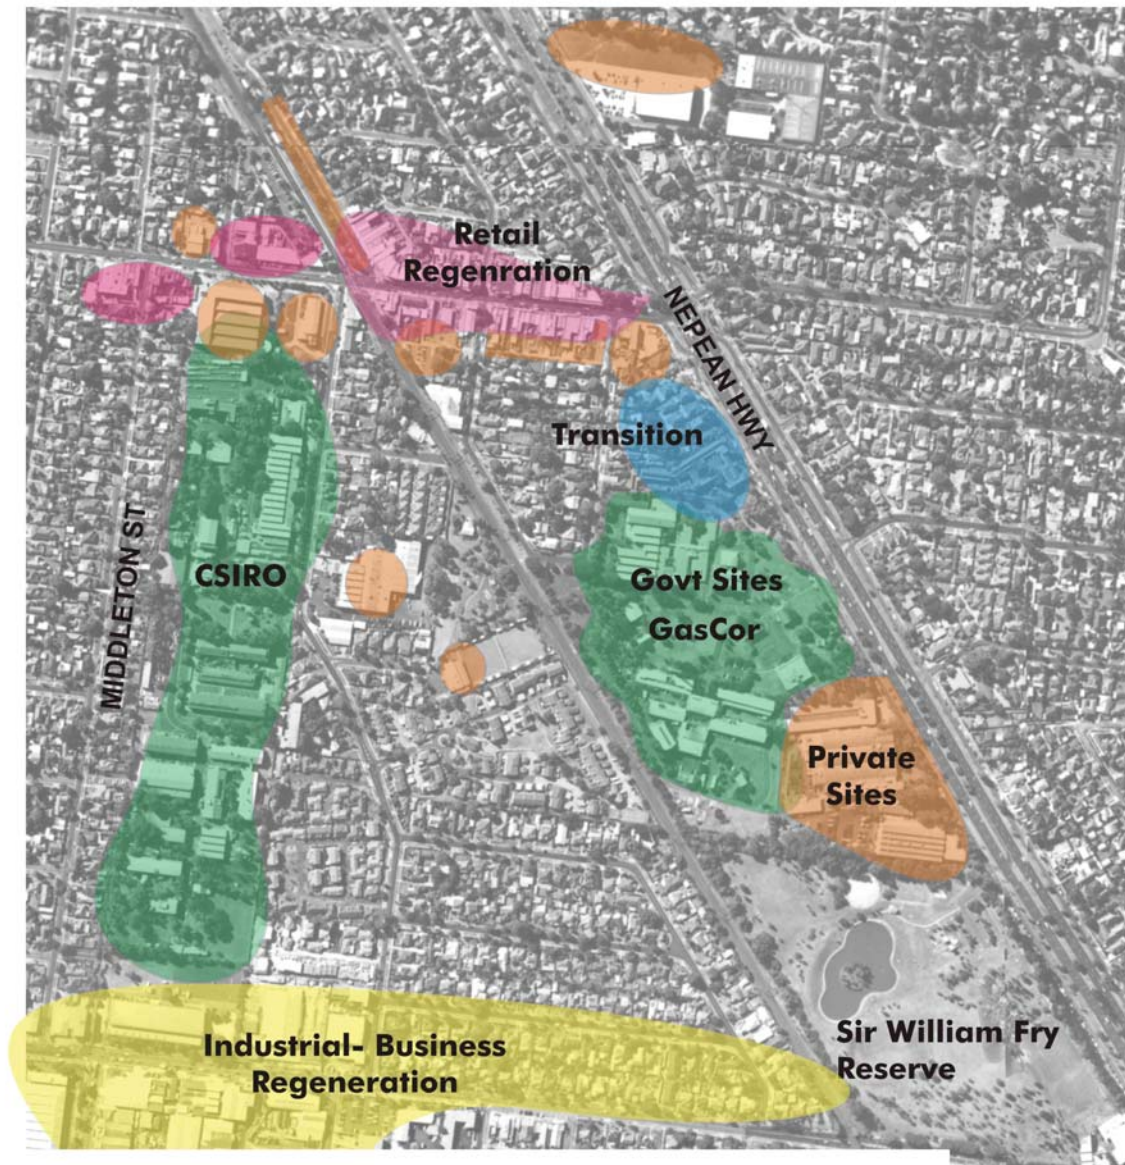 Retail
Regenration
NEPEAN HWY
Transition
MIDDLETON ST
CSIRO
Govt Sites
GasCor
Private
Sites
Sir William Fry
Reserve
Industrial- Business
Regeneration